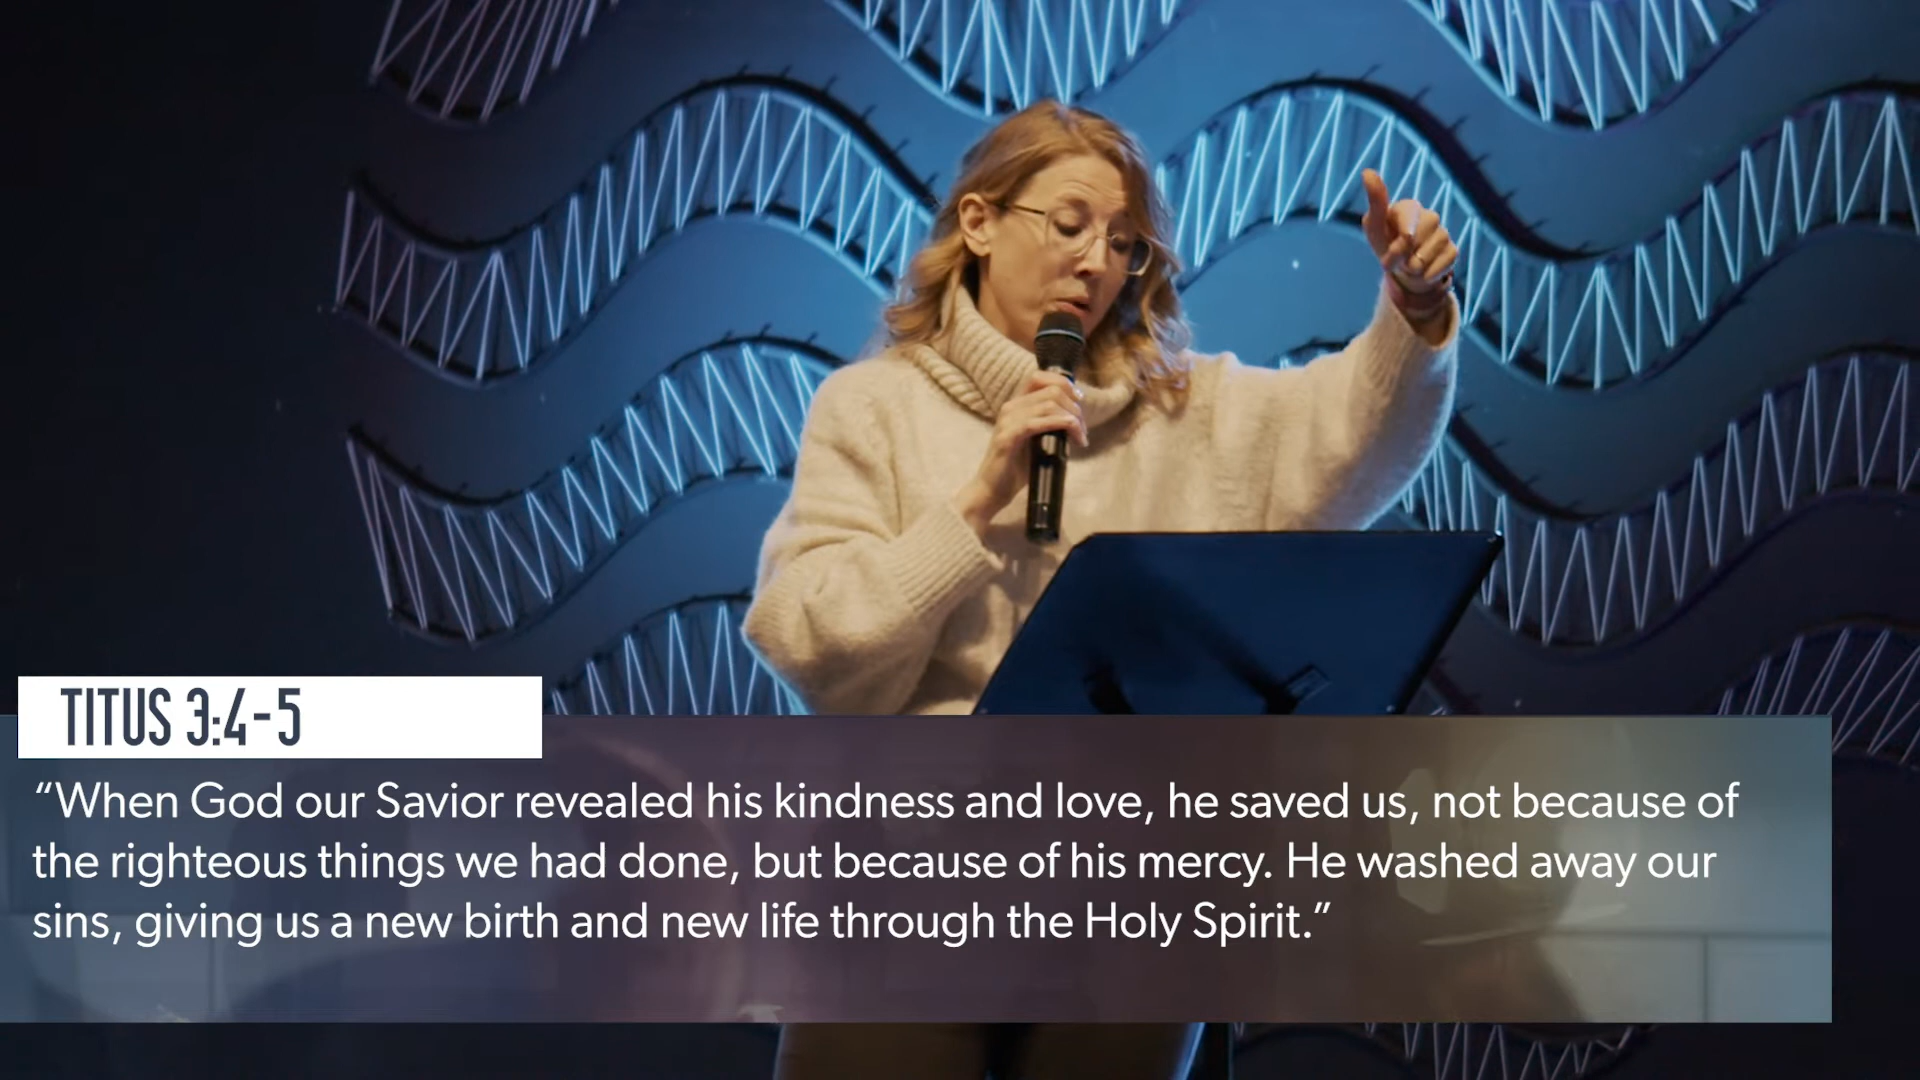 TITUS 3:4-5
“When God our Savior revealed his kindness and love, he saved us, not because of
the righteous things we had done, but because of his mercy. He washed away our
sins, giving us a new birth and new life through the Holy Spirit.”